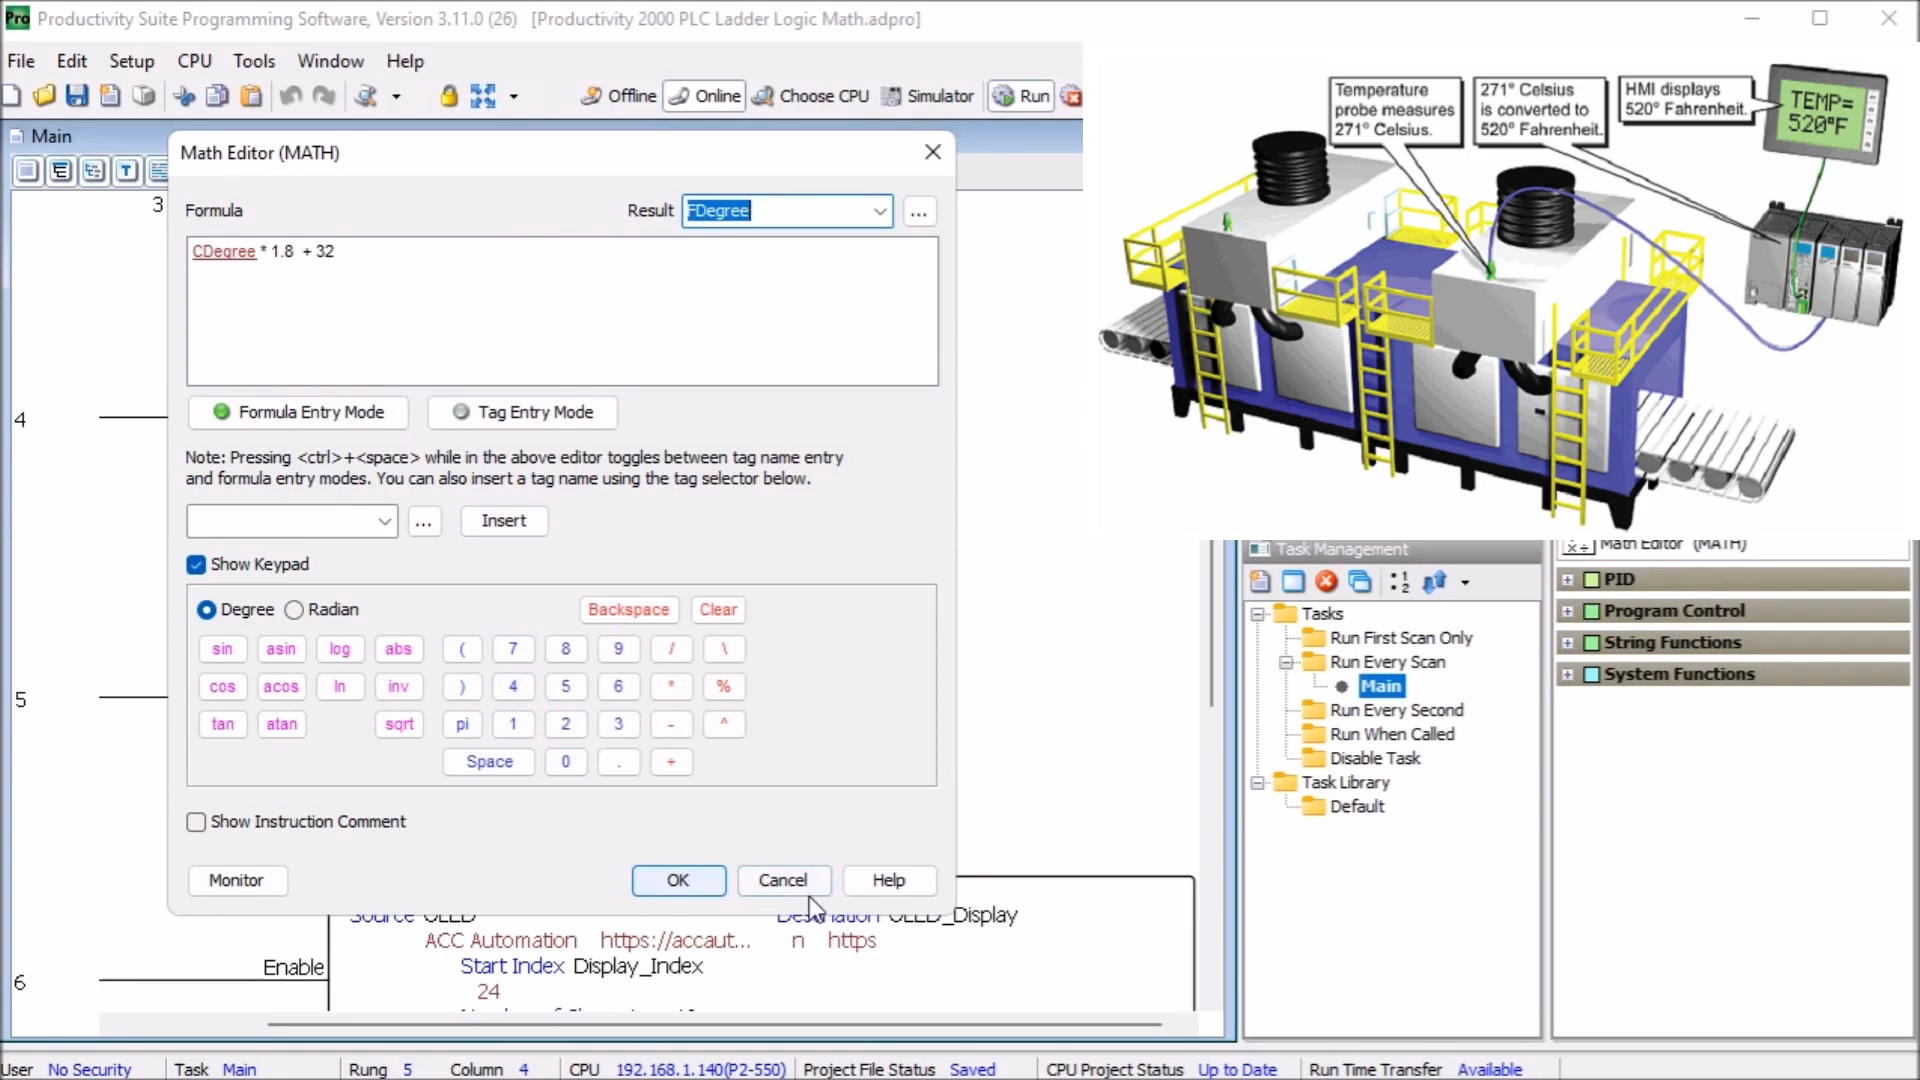 Pro Productivity Suite Programming Software, Version 3.11.0 (26) [Productivity 2000 PLC Ladder Logic Math.adpro]
File Edit Setup CPU Tools Window Help
Offline Online Choose CPU Simulator Run
Main
Math Editor (MATH)
Formula Result FDegree ...
CDegree * 1.8 + 32
Formula Entry Mode Tag Entry Mode
Note: Pressing <ctrl>+<space> while in the above editor toggles between tag name entry
and formula entry modes. You can also insert a tag name using the tag selector below.
... Insert
Show Keypad
Degree Radian Backspace Clear
sin asin log abs ( 7 8 9 / \
cos acos ln inv ) 4 5 6 * %
tan atan sqrt pi 1 2 3 - ^
Space 0 . +
Show Instruction Comment
Monitor OK Cancel Help
3
4
5
6
Source OLED Destination OLED_Display
ACC Automation https://accaut... n https
Enable Start Index Display_Index
24
Temperature
probe measures
271° Celsius.
271° Celsius
is converted to
520° Fahrenheit.
HMI displays
520° Fahrenheit.
TEMP=
520°F
Task Management
Tasks
Run First Scan Only
Run Every Scan
Main
Run Every Second
Run When Called
Disable Task
Task Library
Default
Math Editor (MATH)
PID
Program Control
String Functions
System Functions
User No Security Task Main Rung 5 Column 4 CPU 192.168.1.140(P2-550) Project File Status Saved CPU Project Status Up to Date Run Time Transfer Available